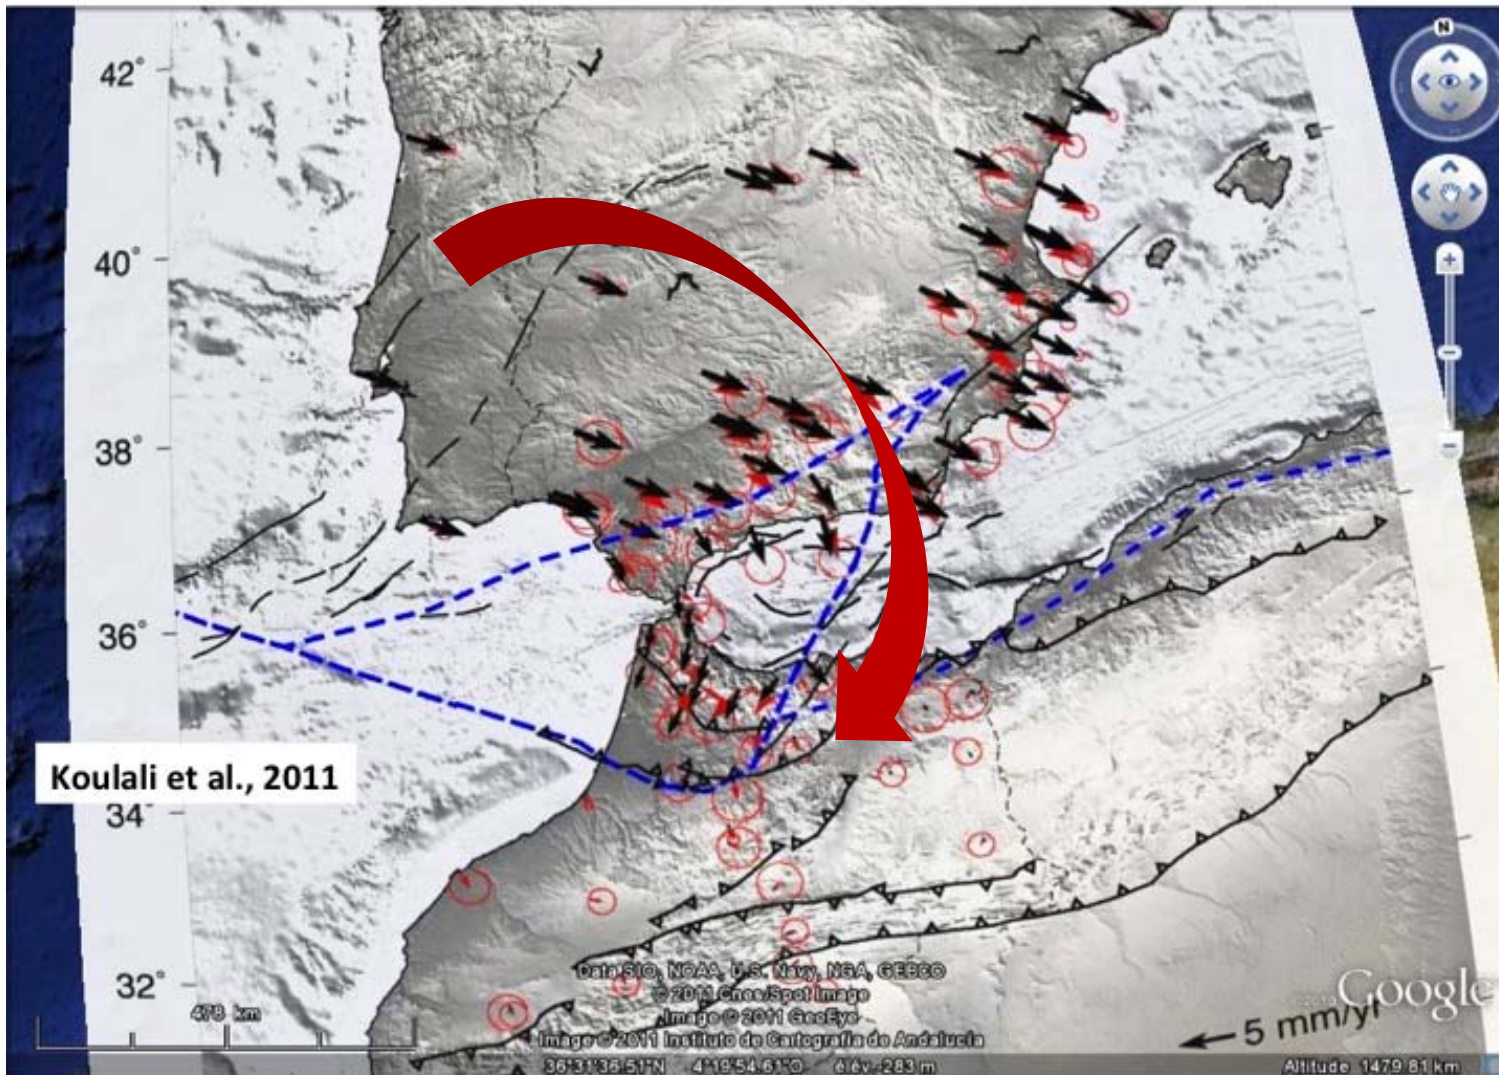 N
42°
40°
38°
36°
Koulali et al., 2011
34°
32°
478 km
Data SIO, NOAA, U.S. Navy, NGA, GEBCO
© 2011 Cnes/Spot Image
Image © 2011 GeoEye
Image © 2011 Instituto de Cartografía de Andalucía
Google
5 mm/yr
36°31'36.51"N 4°19'54.61"O élév. -283 m
Altitude 1479.81 km